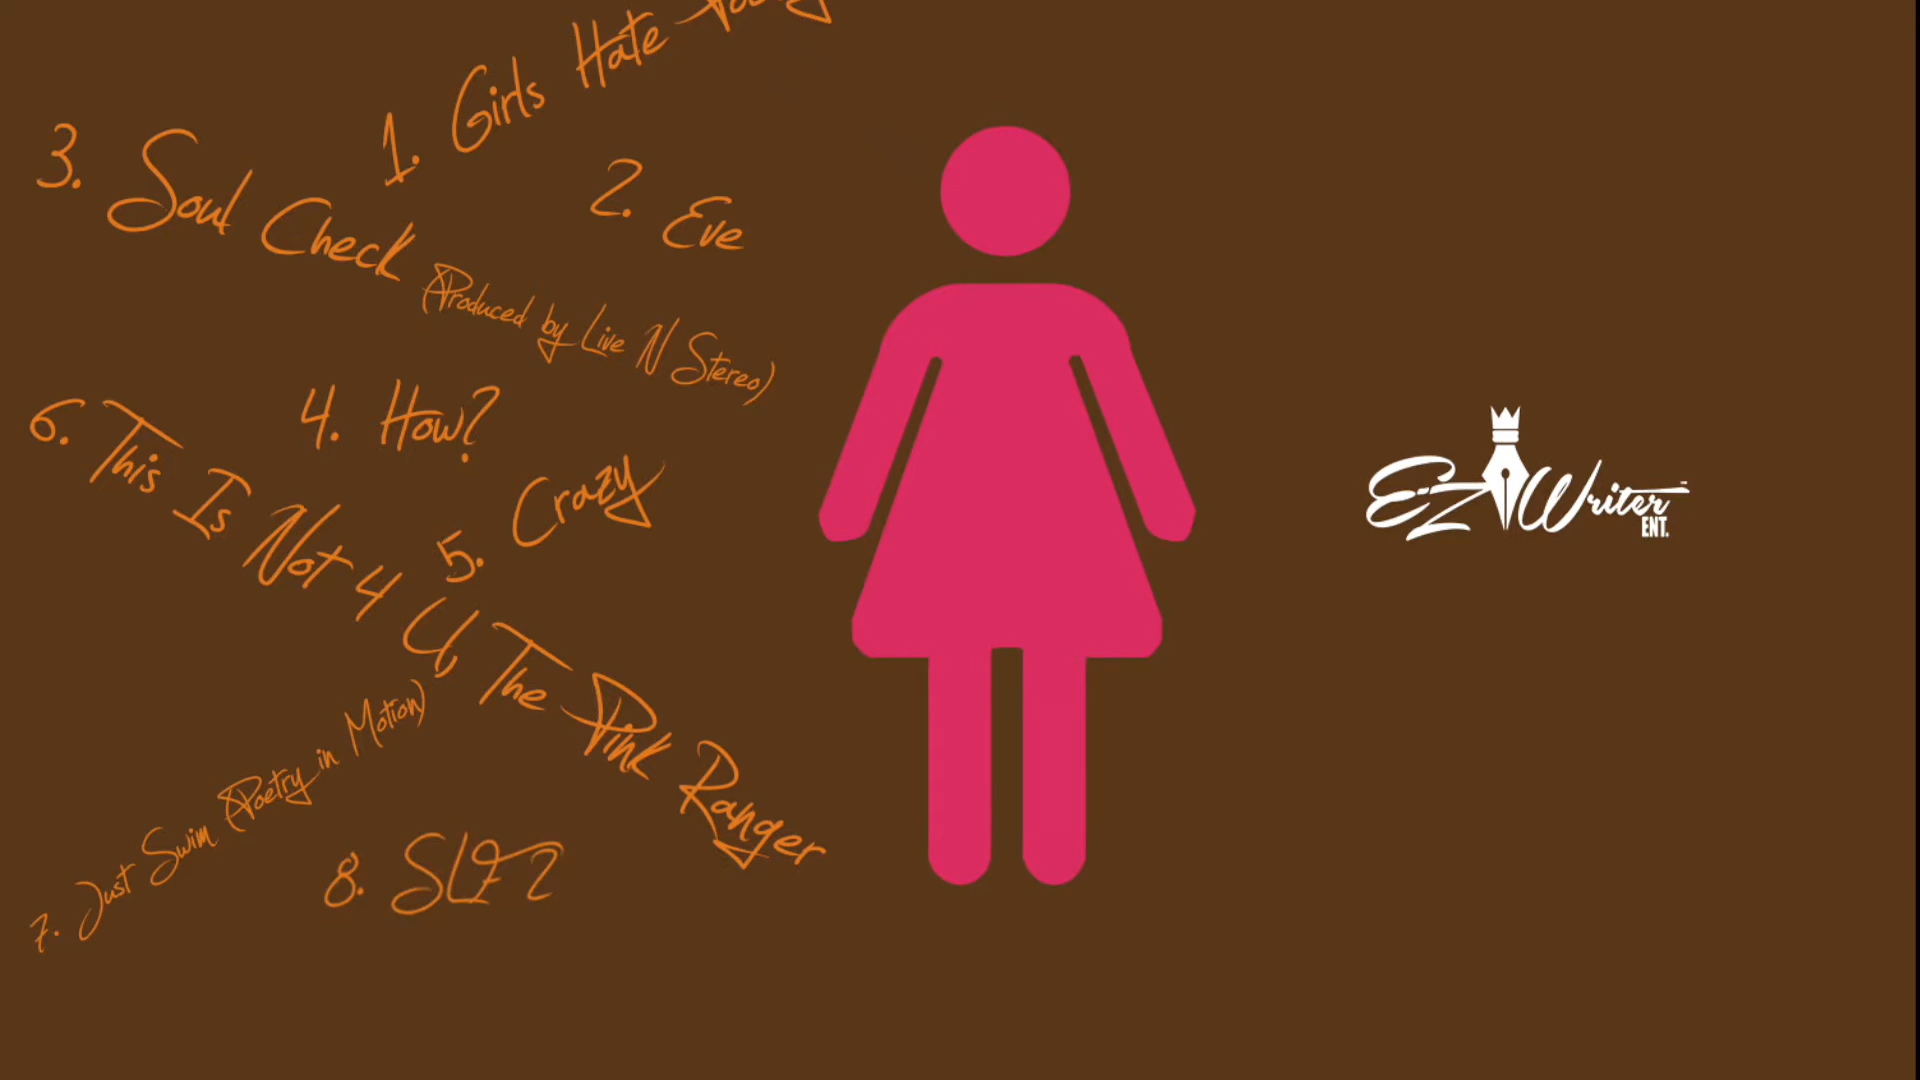 1. Girls Hate
2. Eve
3. Soul Check (Produced by Live N Stereo)
4. How?
5. Crazy
6. This Is Not 4 U, The Pink Ranger
7. Just Swim (Poetry in Motion)
8. SLF2
E-Z Writer
ENT.